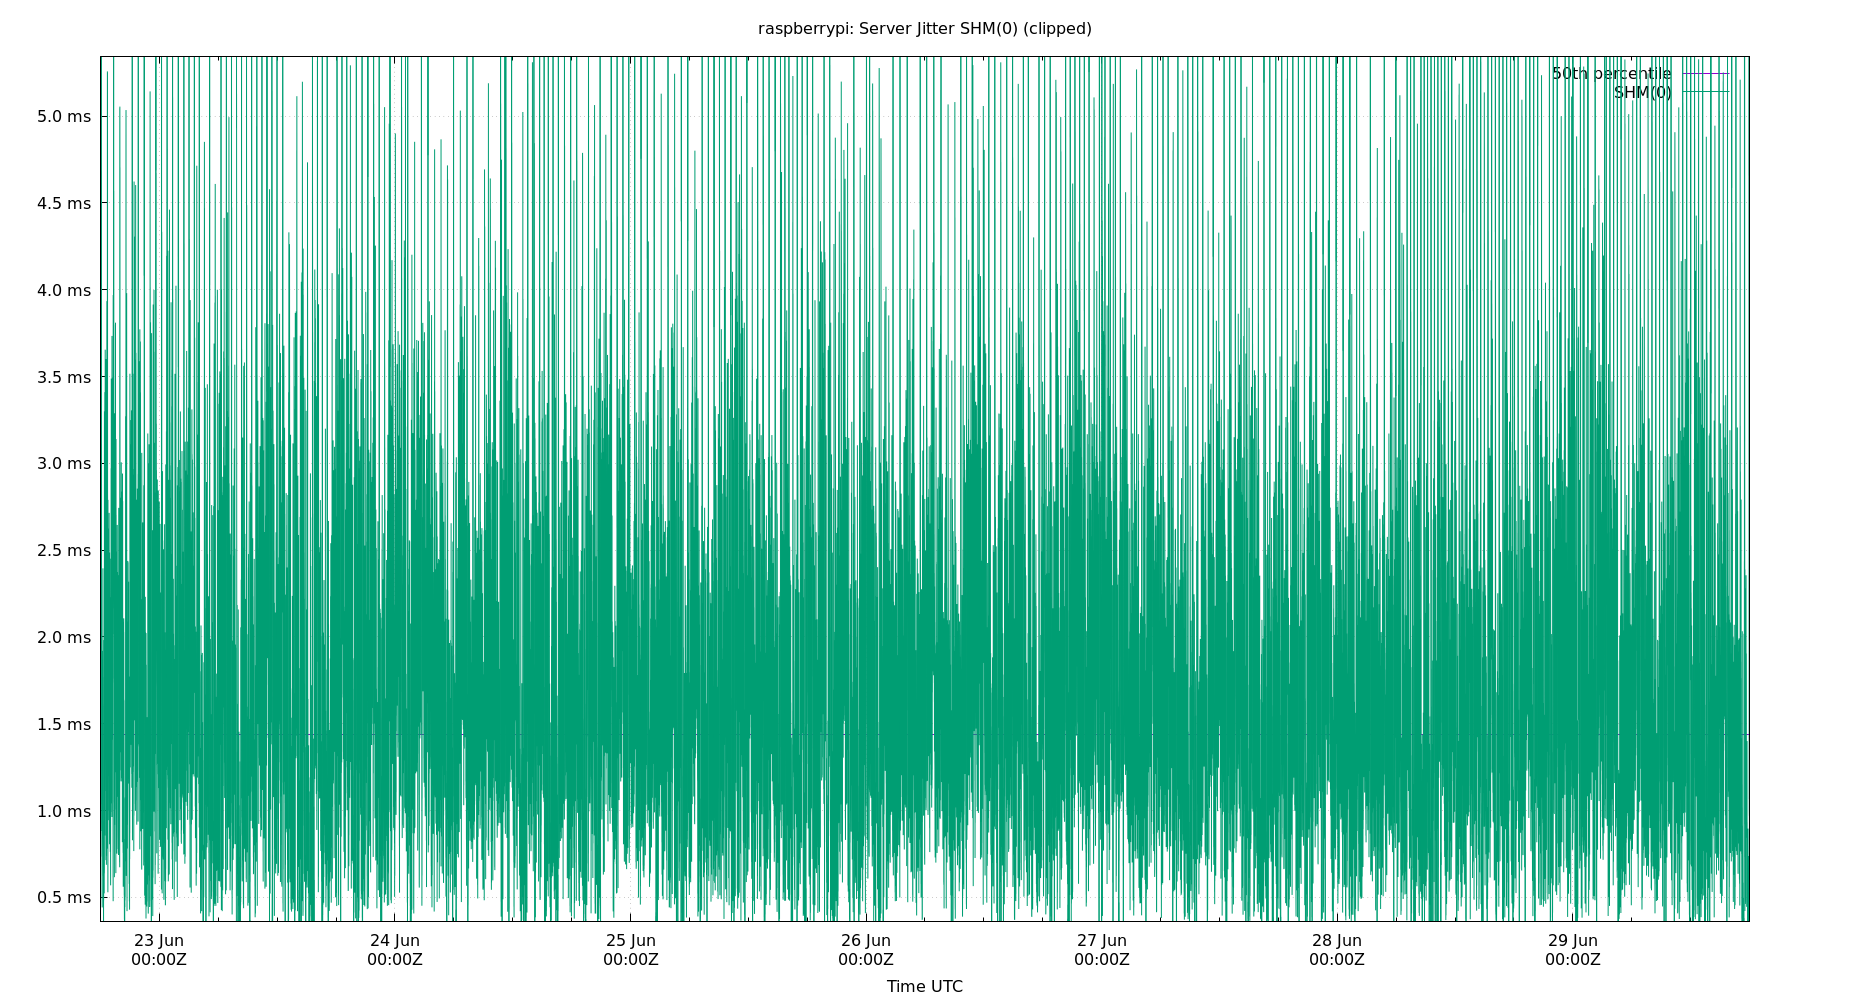 raspberrypi: Server Jitter SHM(0) (clipped)
50th percentile
SHM(0)
5.0 ms
4.5 ms
4.0 ms
3.5 ms
3.0 ms
2.5 ms
2.0 ms
1.5 ms
1.0 ms
0.5 ms
23 Jun 24 Jun 25 Jun 26 Jun 27 Jun 28 Jun 29 Jun
00:00Z 00:00Z 00:00Z 00:00Z 00:00Z 00:00Z 00:00Z
Time UTC